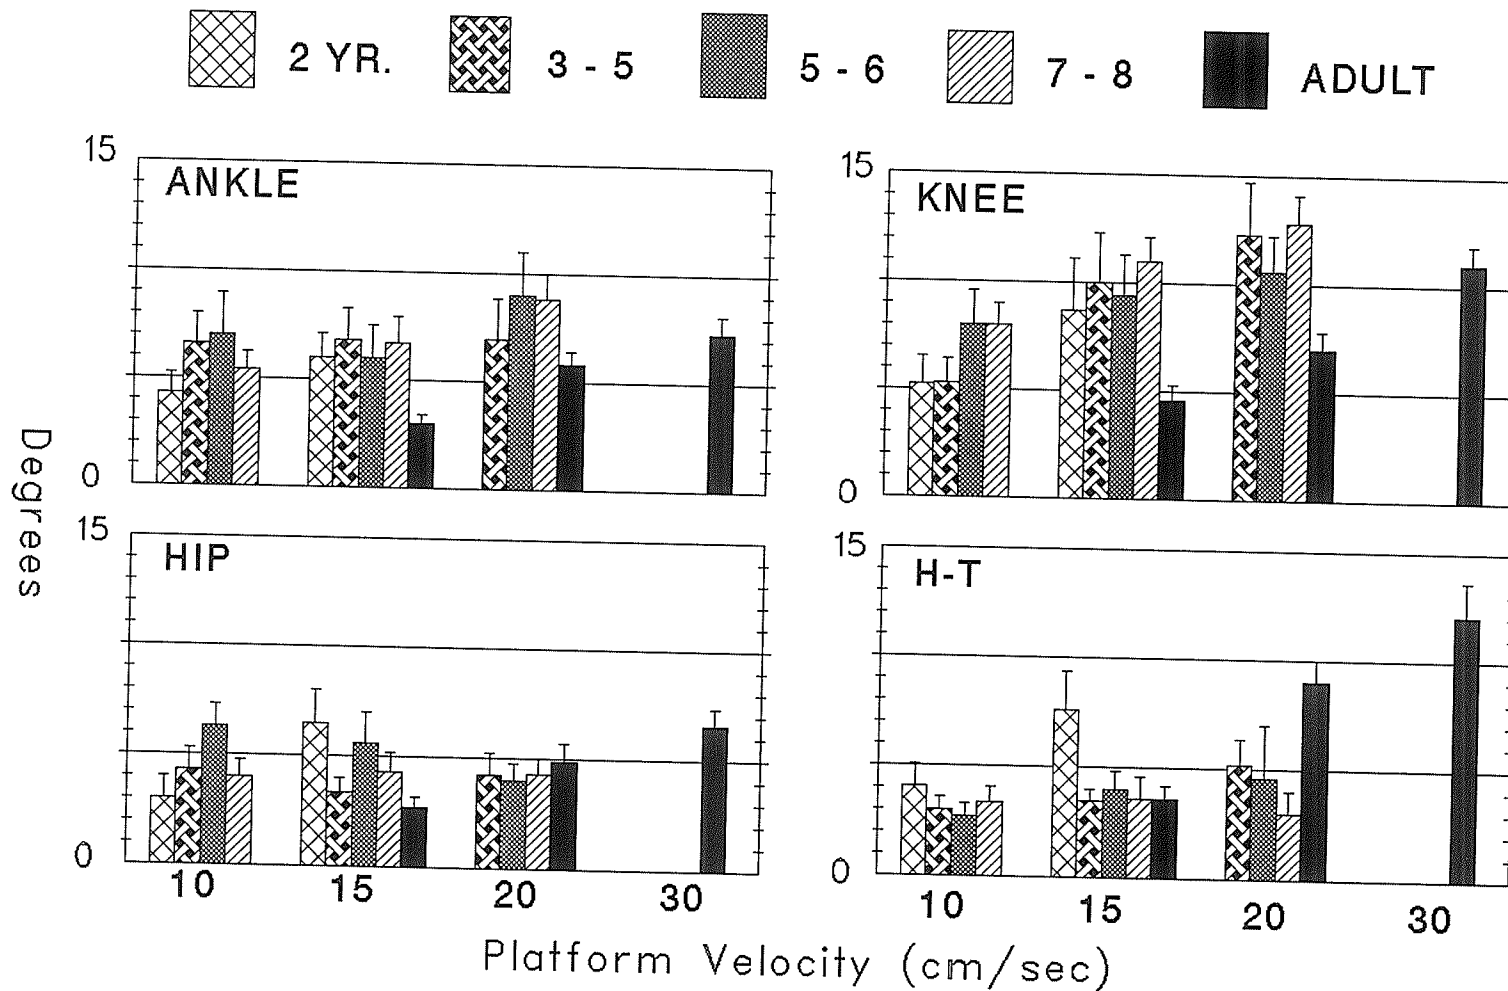 2 YR. 3 - 5 5 - 6 7 - 8 ADULT
15 ANKLE
0
15 KNEE
0
Degrees
15 HIP
0
10 15 20 30
15 H-T
0
10 15 20 30
Platform Velocity (cm/sec)